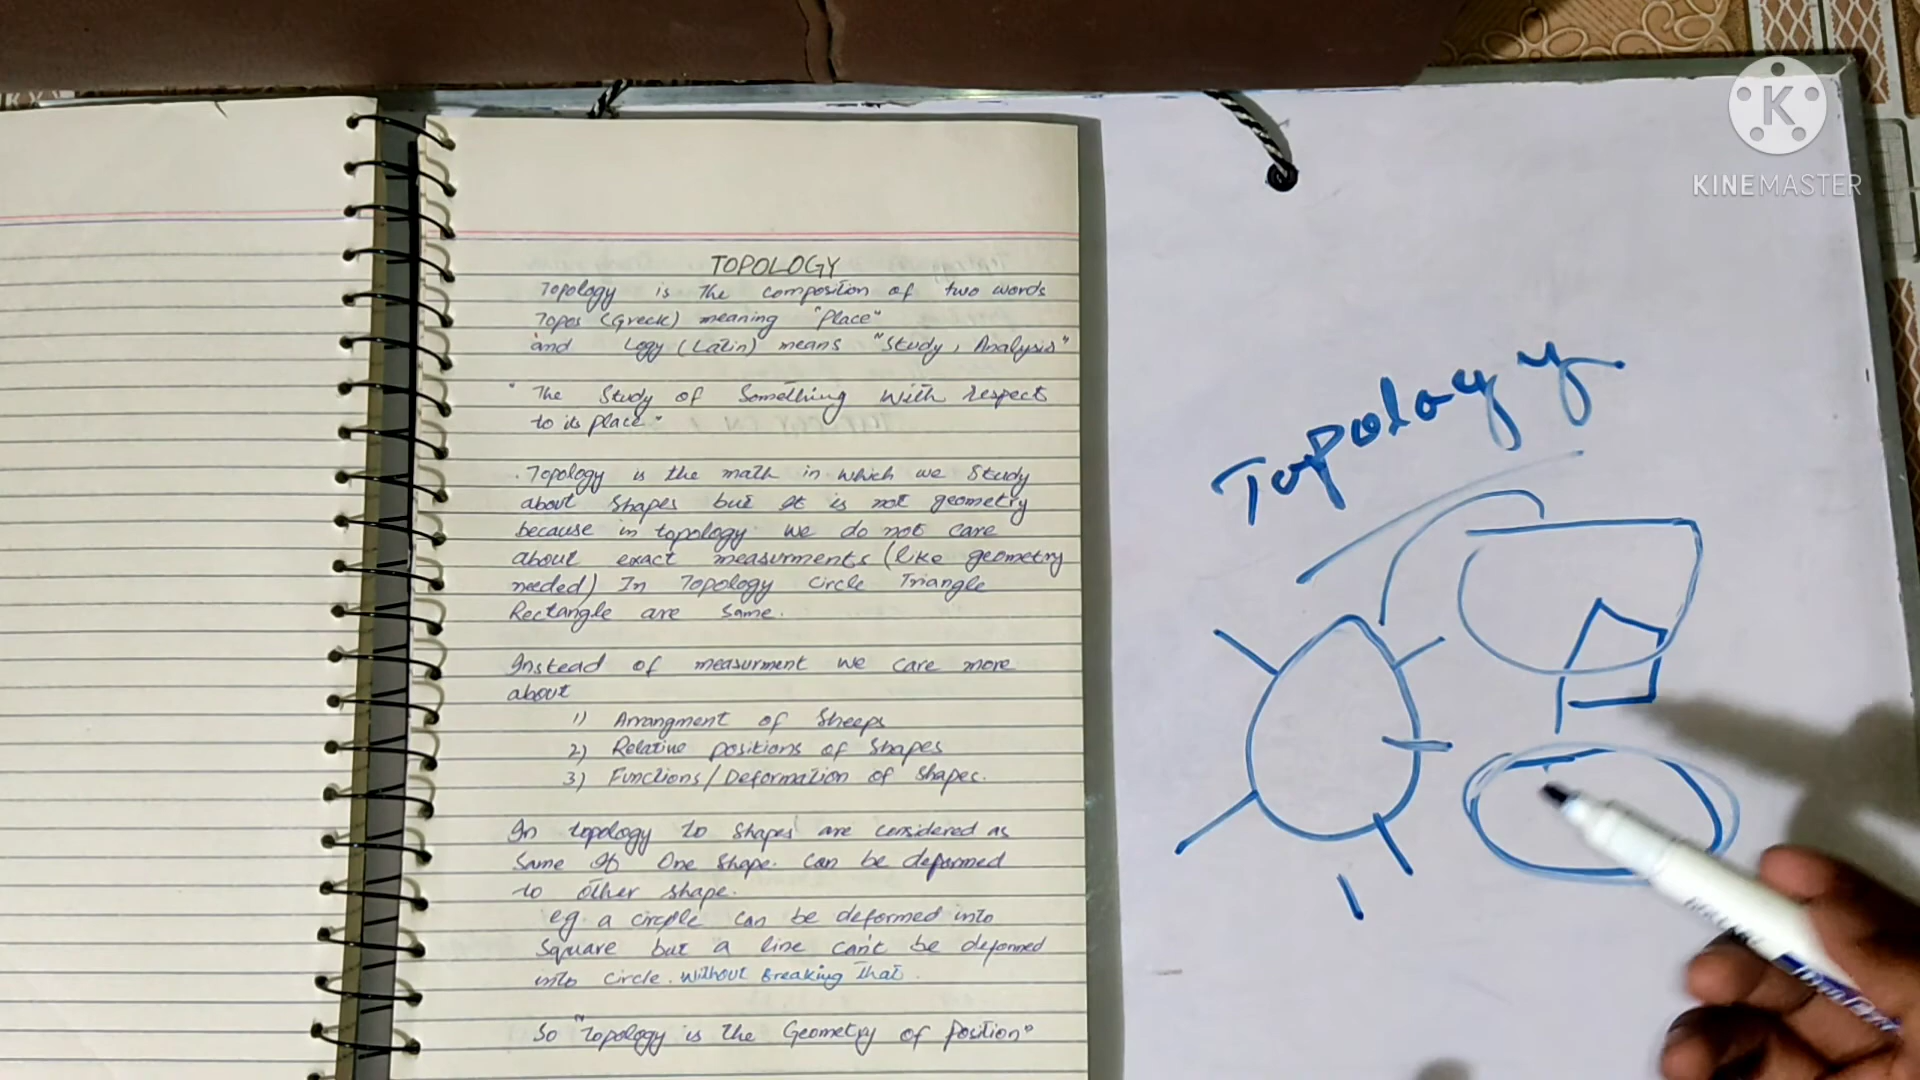 TOPOLOGY
Topology is The composition of two words
Topos (Greek) meaning "Place"
and Logy (Latin) means "Study, Analysis"
"The Study of Something with respect
to its place"
. Topology is the math in which we Study
about Shapes but It is not geometry
because in topology we do not care
about exact measurments (like geometry
needed) In Topology Circle Triangle
Rectangle are same.
Instead of measurment we care more
about
1) Arrangment of Sheeps
2) Relative positions of Shapes
3) Functions/Deformation of shapes.
In topology to shapes are considered as
Same If One shape can be deformed
to other shape.
eg. a circple can be deformed into
Square but a line can't be deformed
into circle. without Breaking that.
So "Topology is the Geometry of position"
Topology
K
KINEMASTER